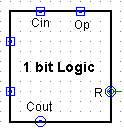 Cin Op
1 bit Logic
R
Cout